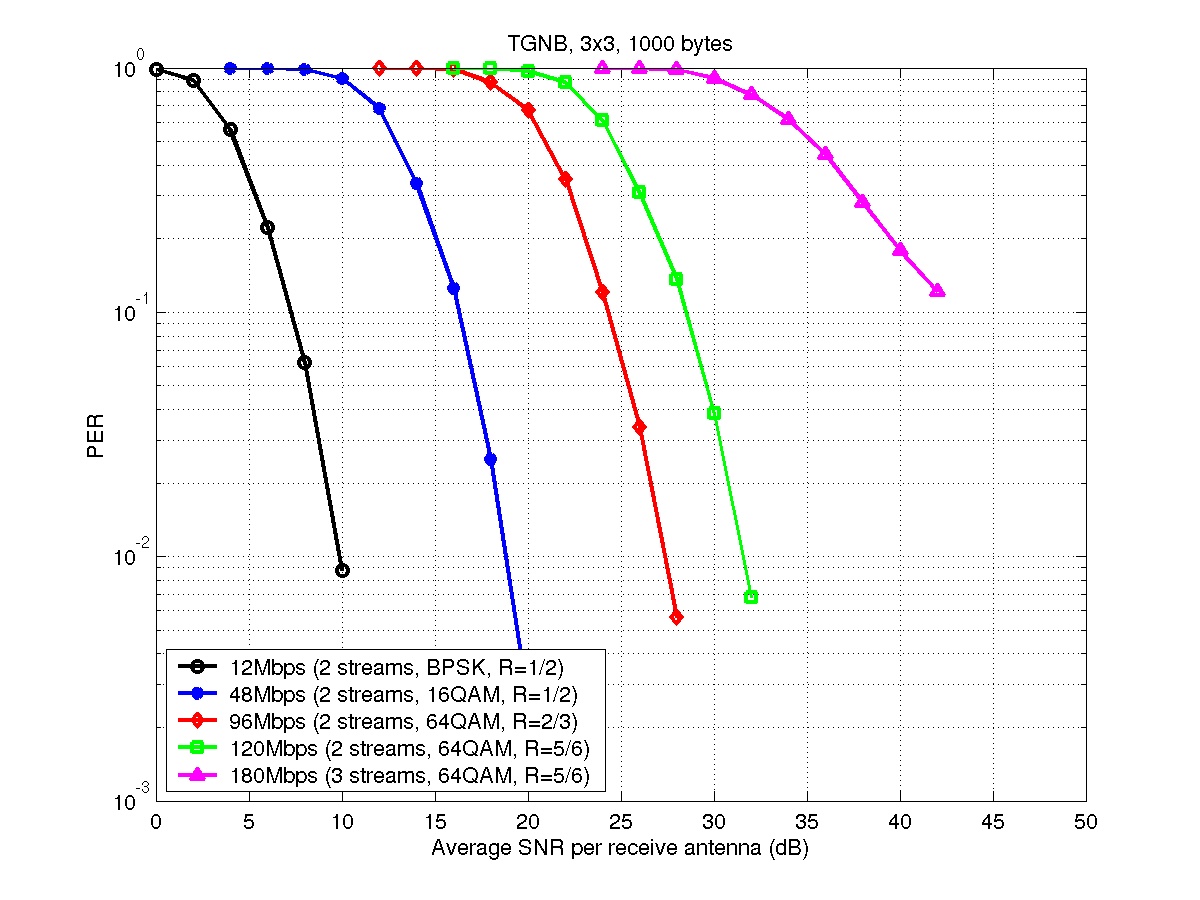 TGNB, 3x3, 1000 bytes
10^0
10^-1
10^-2
10^-3
PER
12Mbps (2 streams, BPSK, R=1/2)
48Mbps (2 streams, 16QAM, R=1/2)
96Mbps (2 streams, 64QAM, R=2/3)
120Mbps (2 streams, 64QAM, R=5/6)
180Mbps (3 streams, 64QAM, R=5/6)
0 5 10 15 20 25 30 35 40 45 50
Average SNR per receive antenna (dB)